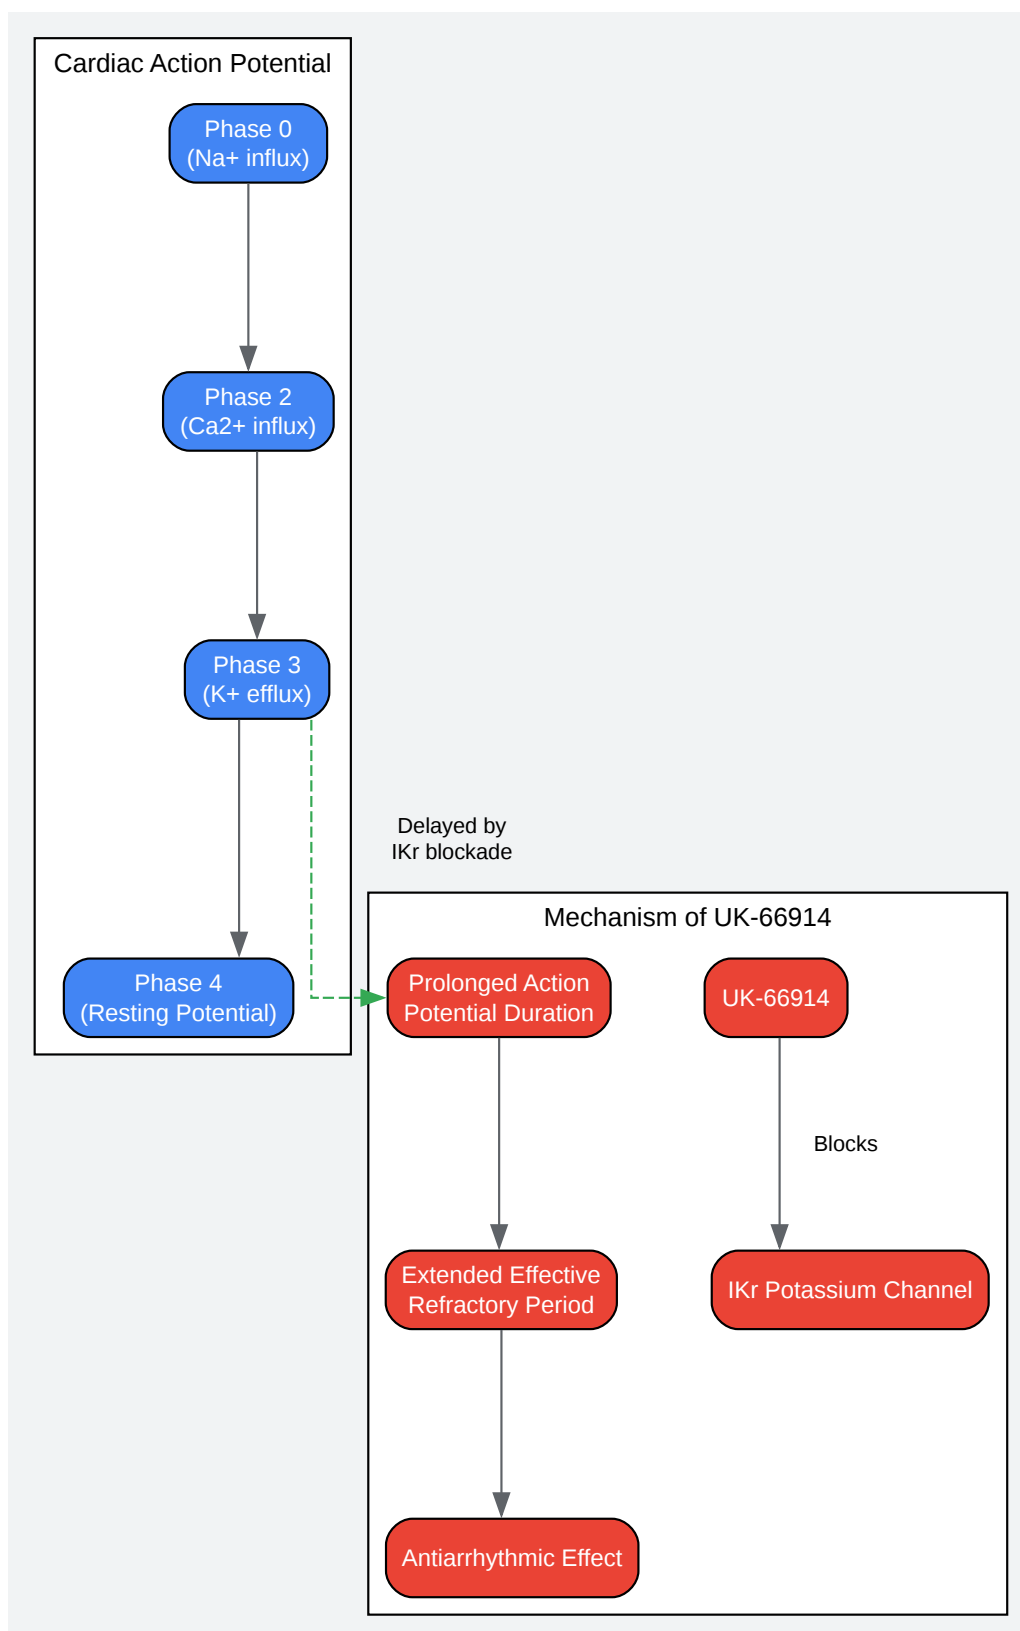 Cardiac Action Potential
Phase 0
(Na+ influx)
Phase 2
(Ca2+ influx)
Phase 3
(K+ efflux)
Phase 4
(Resting Potential)
Delayed by
IKr blockade
Mechanism of UK-66914
Prolonged Action
Potential Duration
UK-66914
Blocks
Extended Effective
Refractory Period
IKr Potassium Channel
Antiarrhythmic Effect